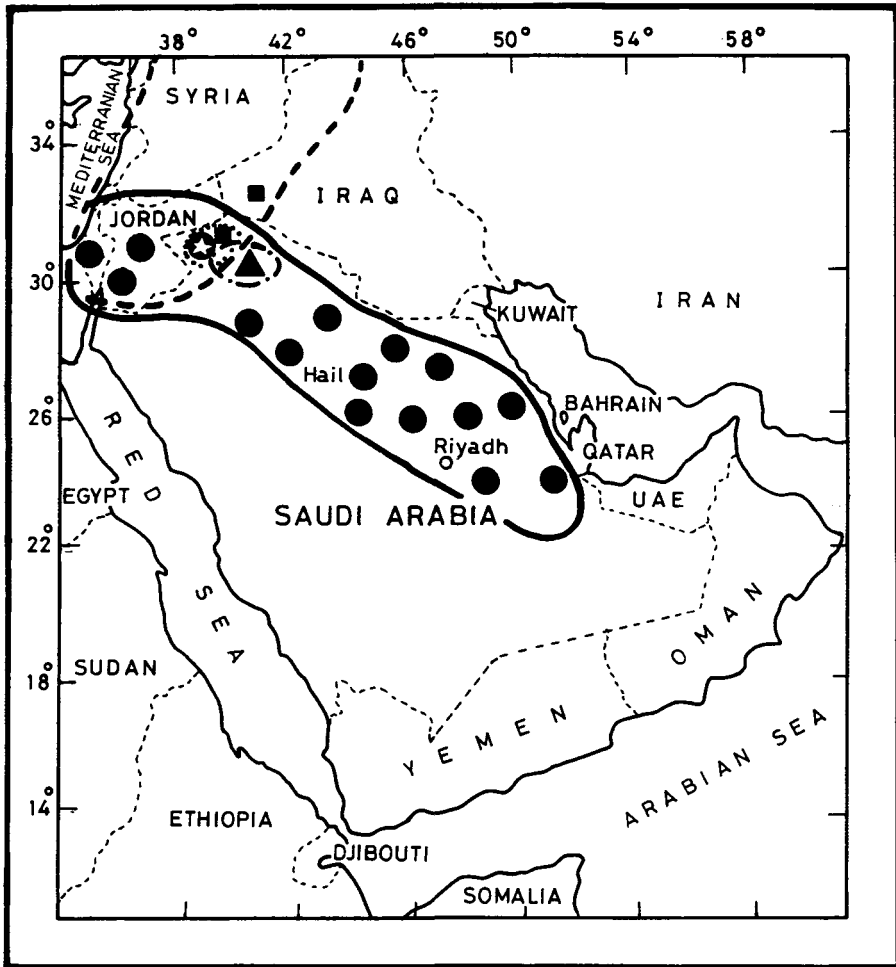 38° 42° 46° 50° 54° 58°
SYRIA
MEDITERRANIAN
SEA
34°
IRAQ
JORDAN
30°
IRAN
KUWAIT
Hail
26°
BAHRAIN
Riyadh
QATAR
RED SEA
EGYPT
UAE
SAUDI ARABIA
22°
OMAN
SUDAN
18°
YEMEN
ARABIAN SEA
14°
ETHIOPIA
DJIBOUTI
SOMALIA